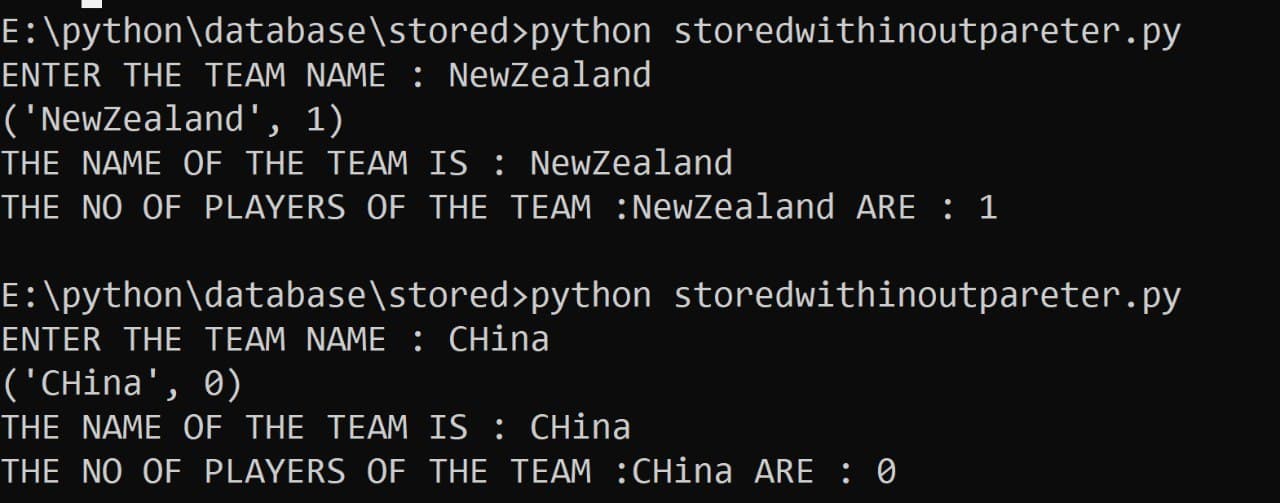 E:\python\database\stored>python storedwithinoutpareter.py
ENTER THE TEAM NAME : NewZealand
('NewZealand', 1)
THE NAME OF THE TEAM IS : NewZealand
THE NO OF PLAYERS OF THE TEAM :NewZealand ARE : 1
E:\python\database\stored>python storedwithinoutpareter.py
ENTER THE TEAM NAME : CHina
('CHina', 0)
THE NAME OF THE TEAM IS : CHina
THE NO OF PLAYERS OF THE TEAM :CHina ARE : 0